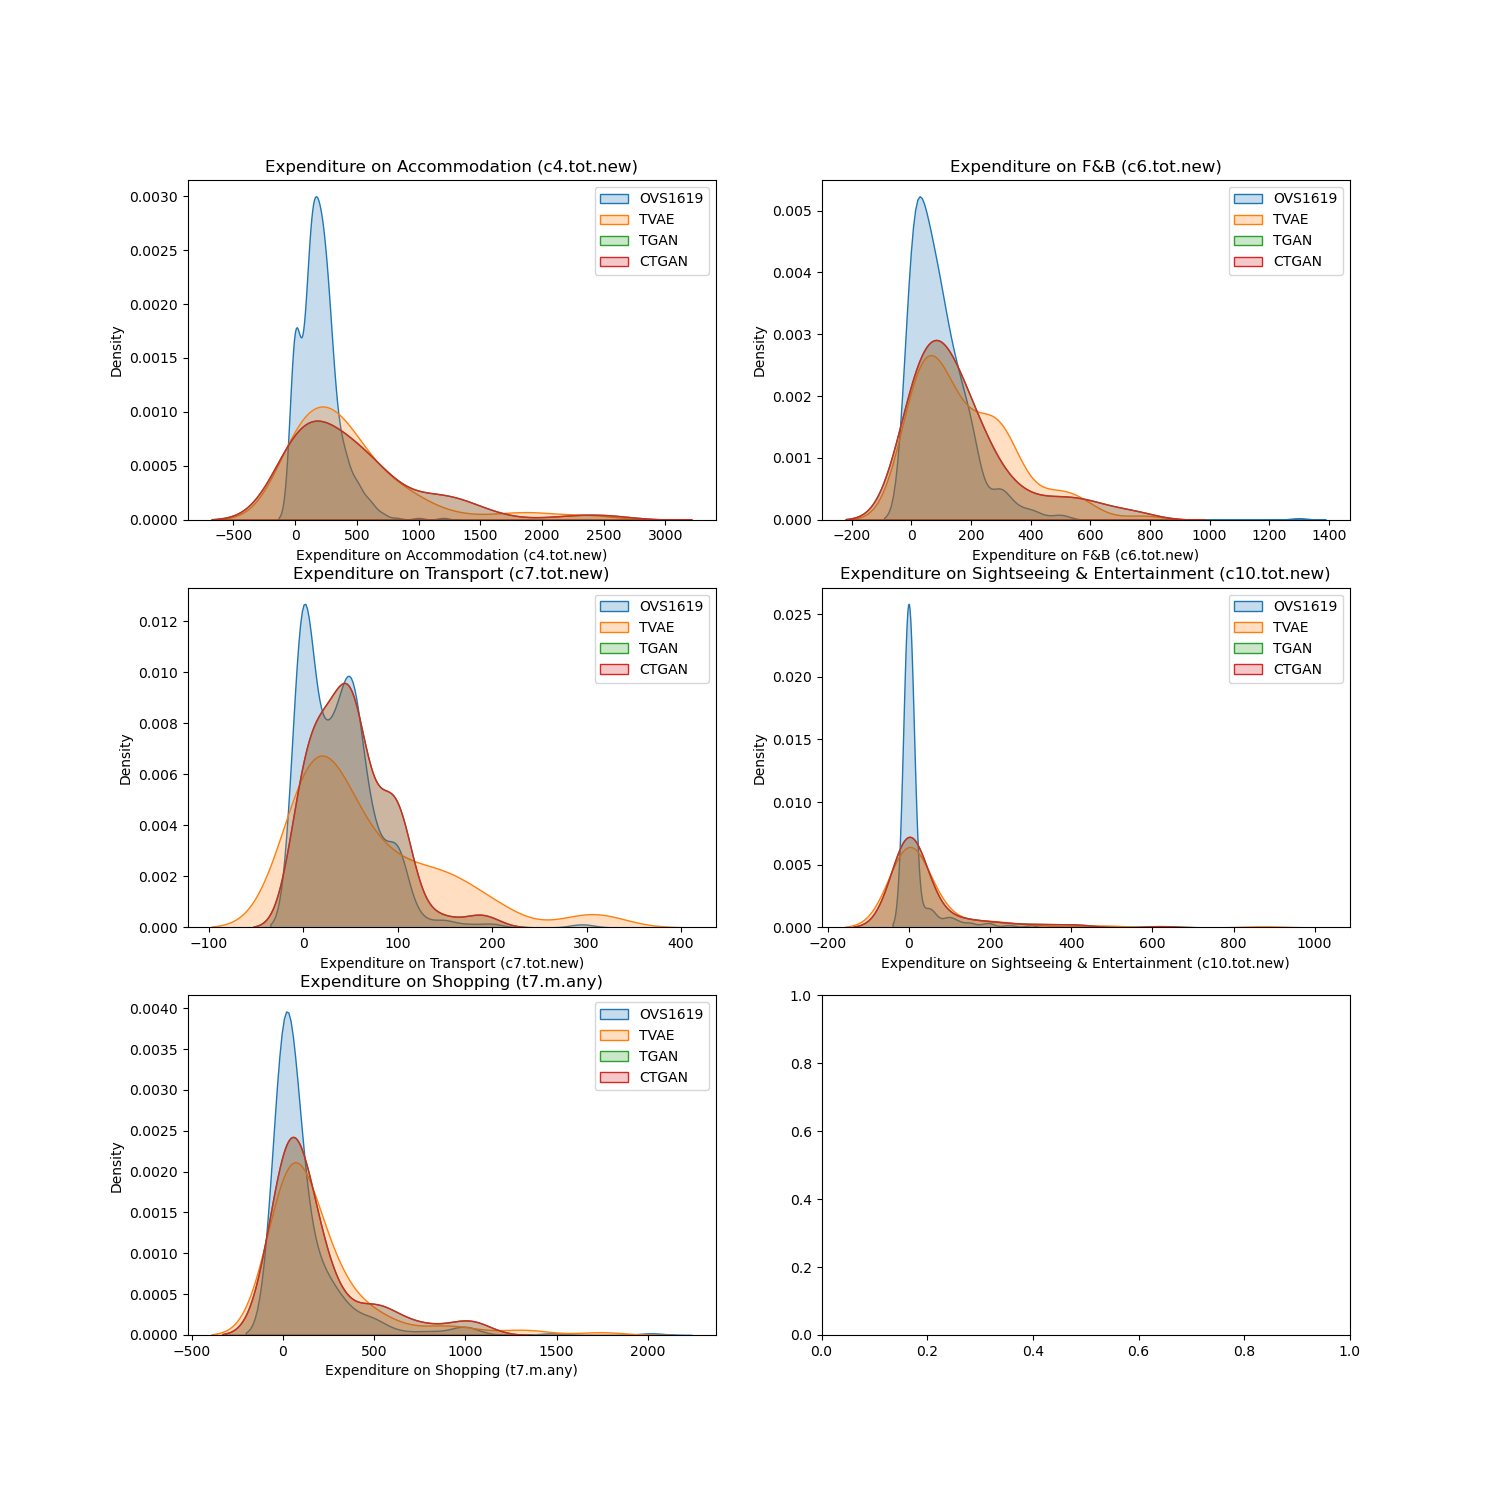 Expenditure on Accommodation (c4.tot.new)
0.0030
0.0025
0.0020
0.0015
0.0010
0.0005
0.0000
Density
OVS1619
TVAE
TGAN
CTGAN
−500 0 500 1000 1500 2000 2500 3000
Expenditure on Accommodation (c4.tot.new)
Expenditure on F&B (c6.tot.new)
0.005
0.004
0.003
0.002
0.001
0.000
Density
OVS1619
TVAE
TGAN
CTGAN
−200 0 200 400 600 800 1000 1200 1400
Expenditure on F&B (c6.tot.new)
Expenditure on Transport (c7.tot.new)
0.012
0.010
0.008
0.006
0.004
0.002
0.000
Density
OVS1619
TVAE
TGAN
CTGAN
−100 0 100 200 300 400
Expenditure on Transport (c7.tot.new)
Expenditure on Sightseeing & Entertainment (c10.tot.new)
0.025
0.020
0.015
0.010
0.005
0.000
Density
OVS1619
TVAE
TGAN
CTGAN
−200 0 200 400 600 800 1000
Expenditure on Sightseeing & Entertainment (c10.tot.new)
Expenditure on Shopping (t7.m.any)
0.0040
0.0035
0.0030
0.0025
0.0020
0.0015
0.0010
0.0005
0.0000
Density
OVS1619
TVAE
TGAN
CTGAN
−500 0 500 1000 1500 2000
Expenditure on Shopping (t7.m.any)
1.0
0.8
0.6
0.4
0.2
0.0
0.0 0.2 0.4 0.6 0.8 1.0